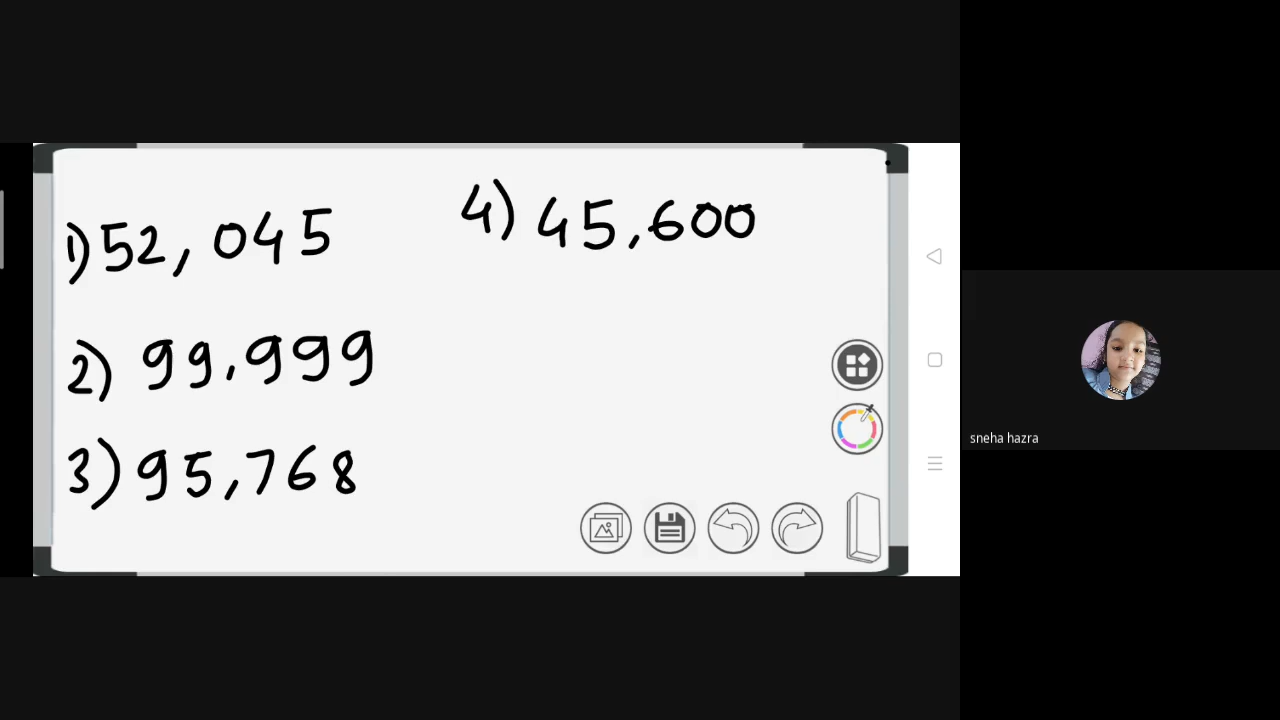 1) 52,045
2) 99,999
3) 95,768
4) 45,600
sneha hazra